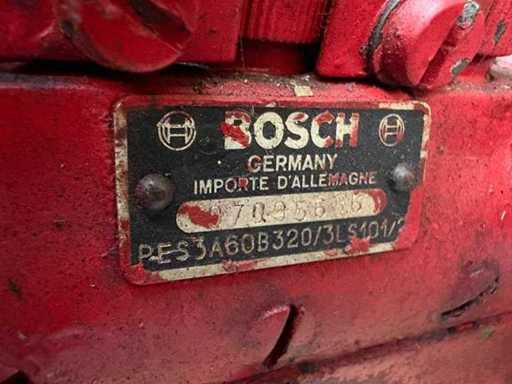 BOSCH
GERMANY
IMPORTE D'ALLEMAGNE
PES3A60B320/3LS101/